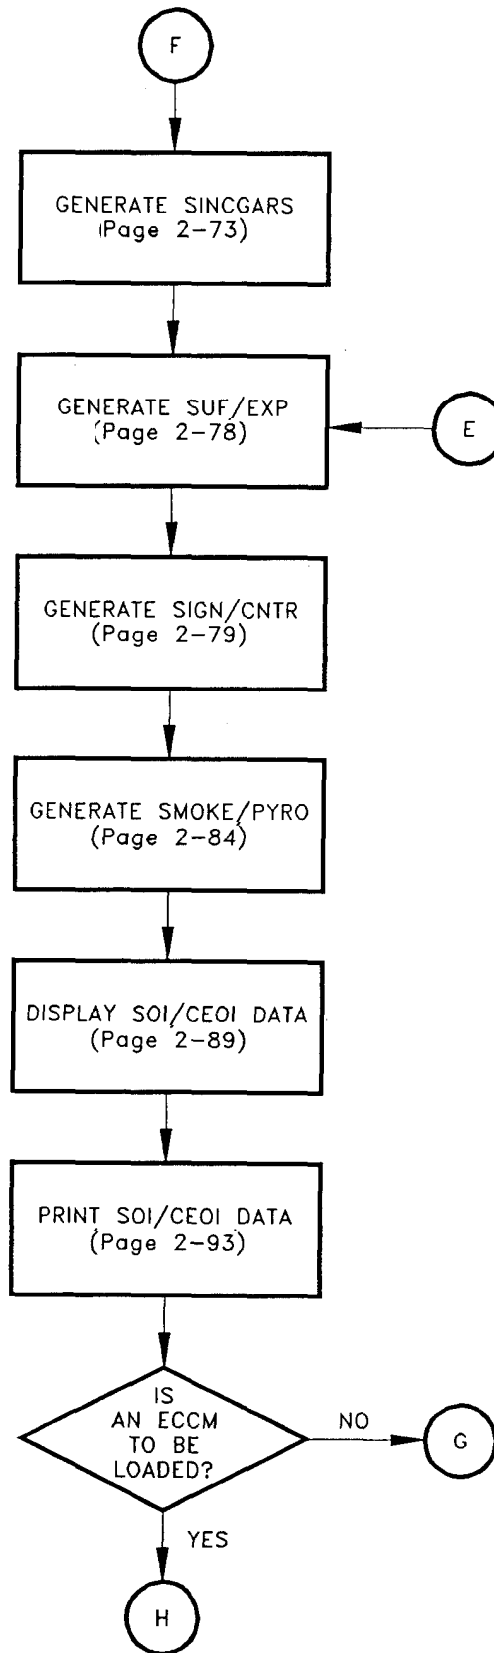 F
GENERATE SINCGARS
(Page 2-73)
GENERATE SUF/EXP
(Page 2-78)
E
GENERATE SIGN/CNTR
(Page 2-79)
GENERATE SMOKE/PYRO
(Page 2-84)
DISPLAY SOI/CEOI DATA
(Page 2-89)
PRINT SOI/CEOI DATA
(Page 2-93)
IS
AN ECCM
TO BE
LOADED?
NO
G
YES
H